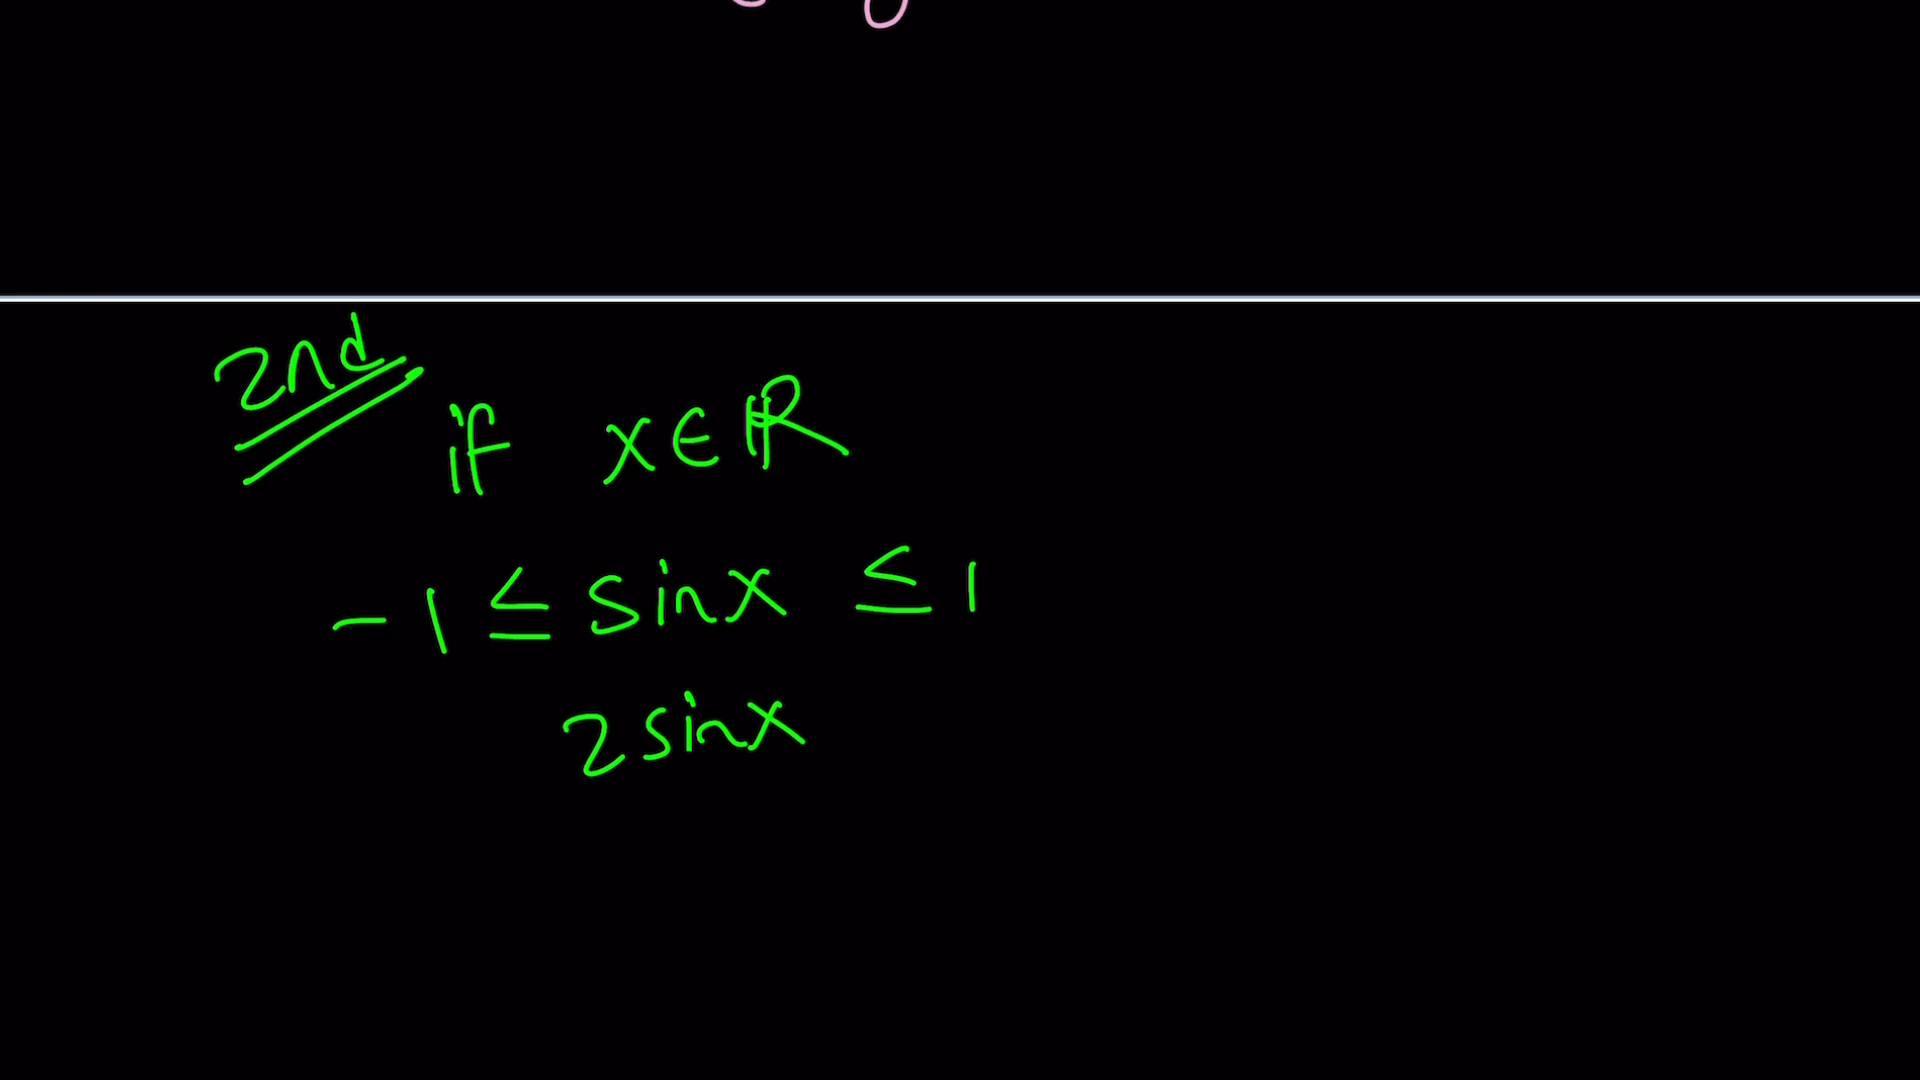 2nd
if x∈ℝ
-1 ≤ sinx ≤ 1
2sinx